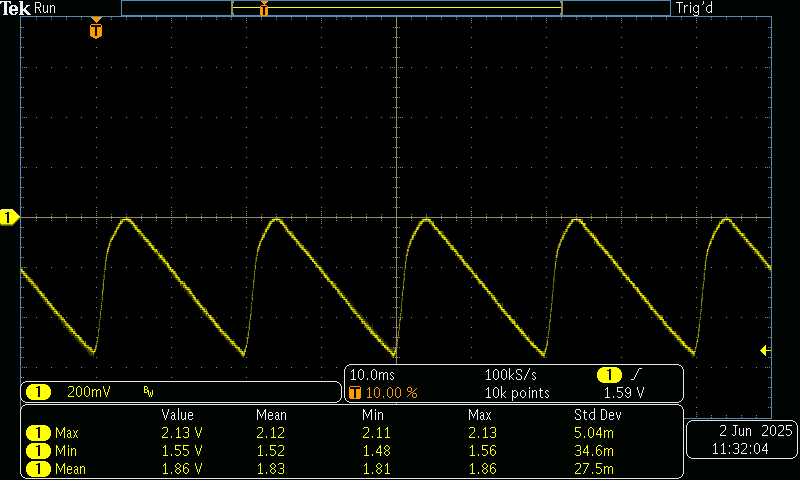 Tek Run Trig'd
T
T
1
10.0ms 100kS/s 1
1 200mV BW T 10.00 % 10k points 1.59 V
Value Mean Min Max Std Dev
1 Max 2.13 V 2.12 2.11 2.13 5.04m
1 Min 1.55 V 1.52 1.48 1.56 34.6m
1 Mean 1.86 V 1.83 1.81 1.86 27.5m
2 Jun 2025
11:32:04